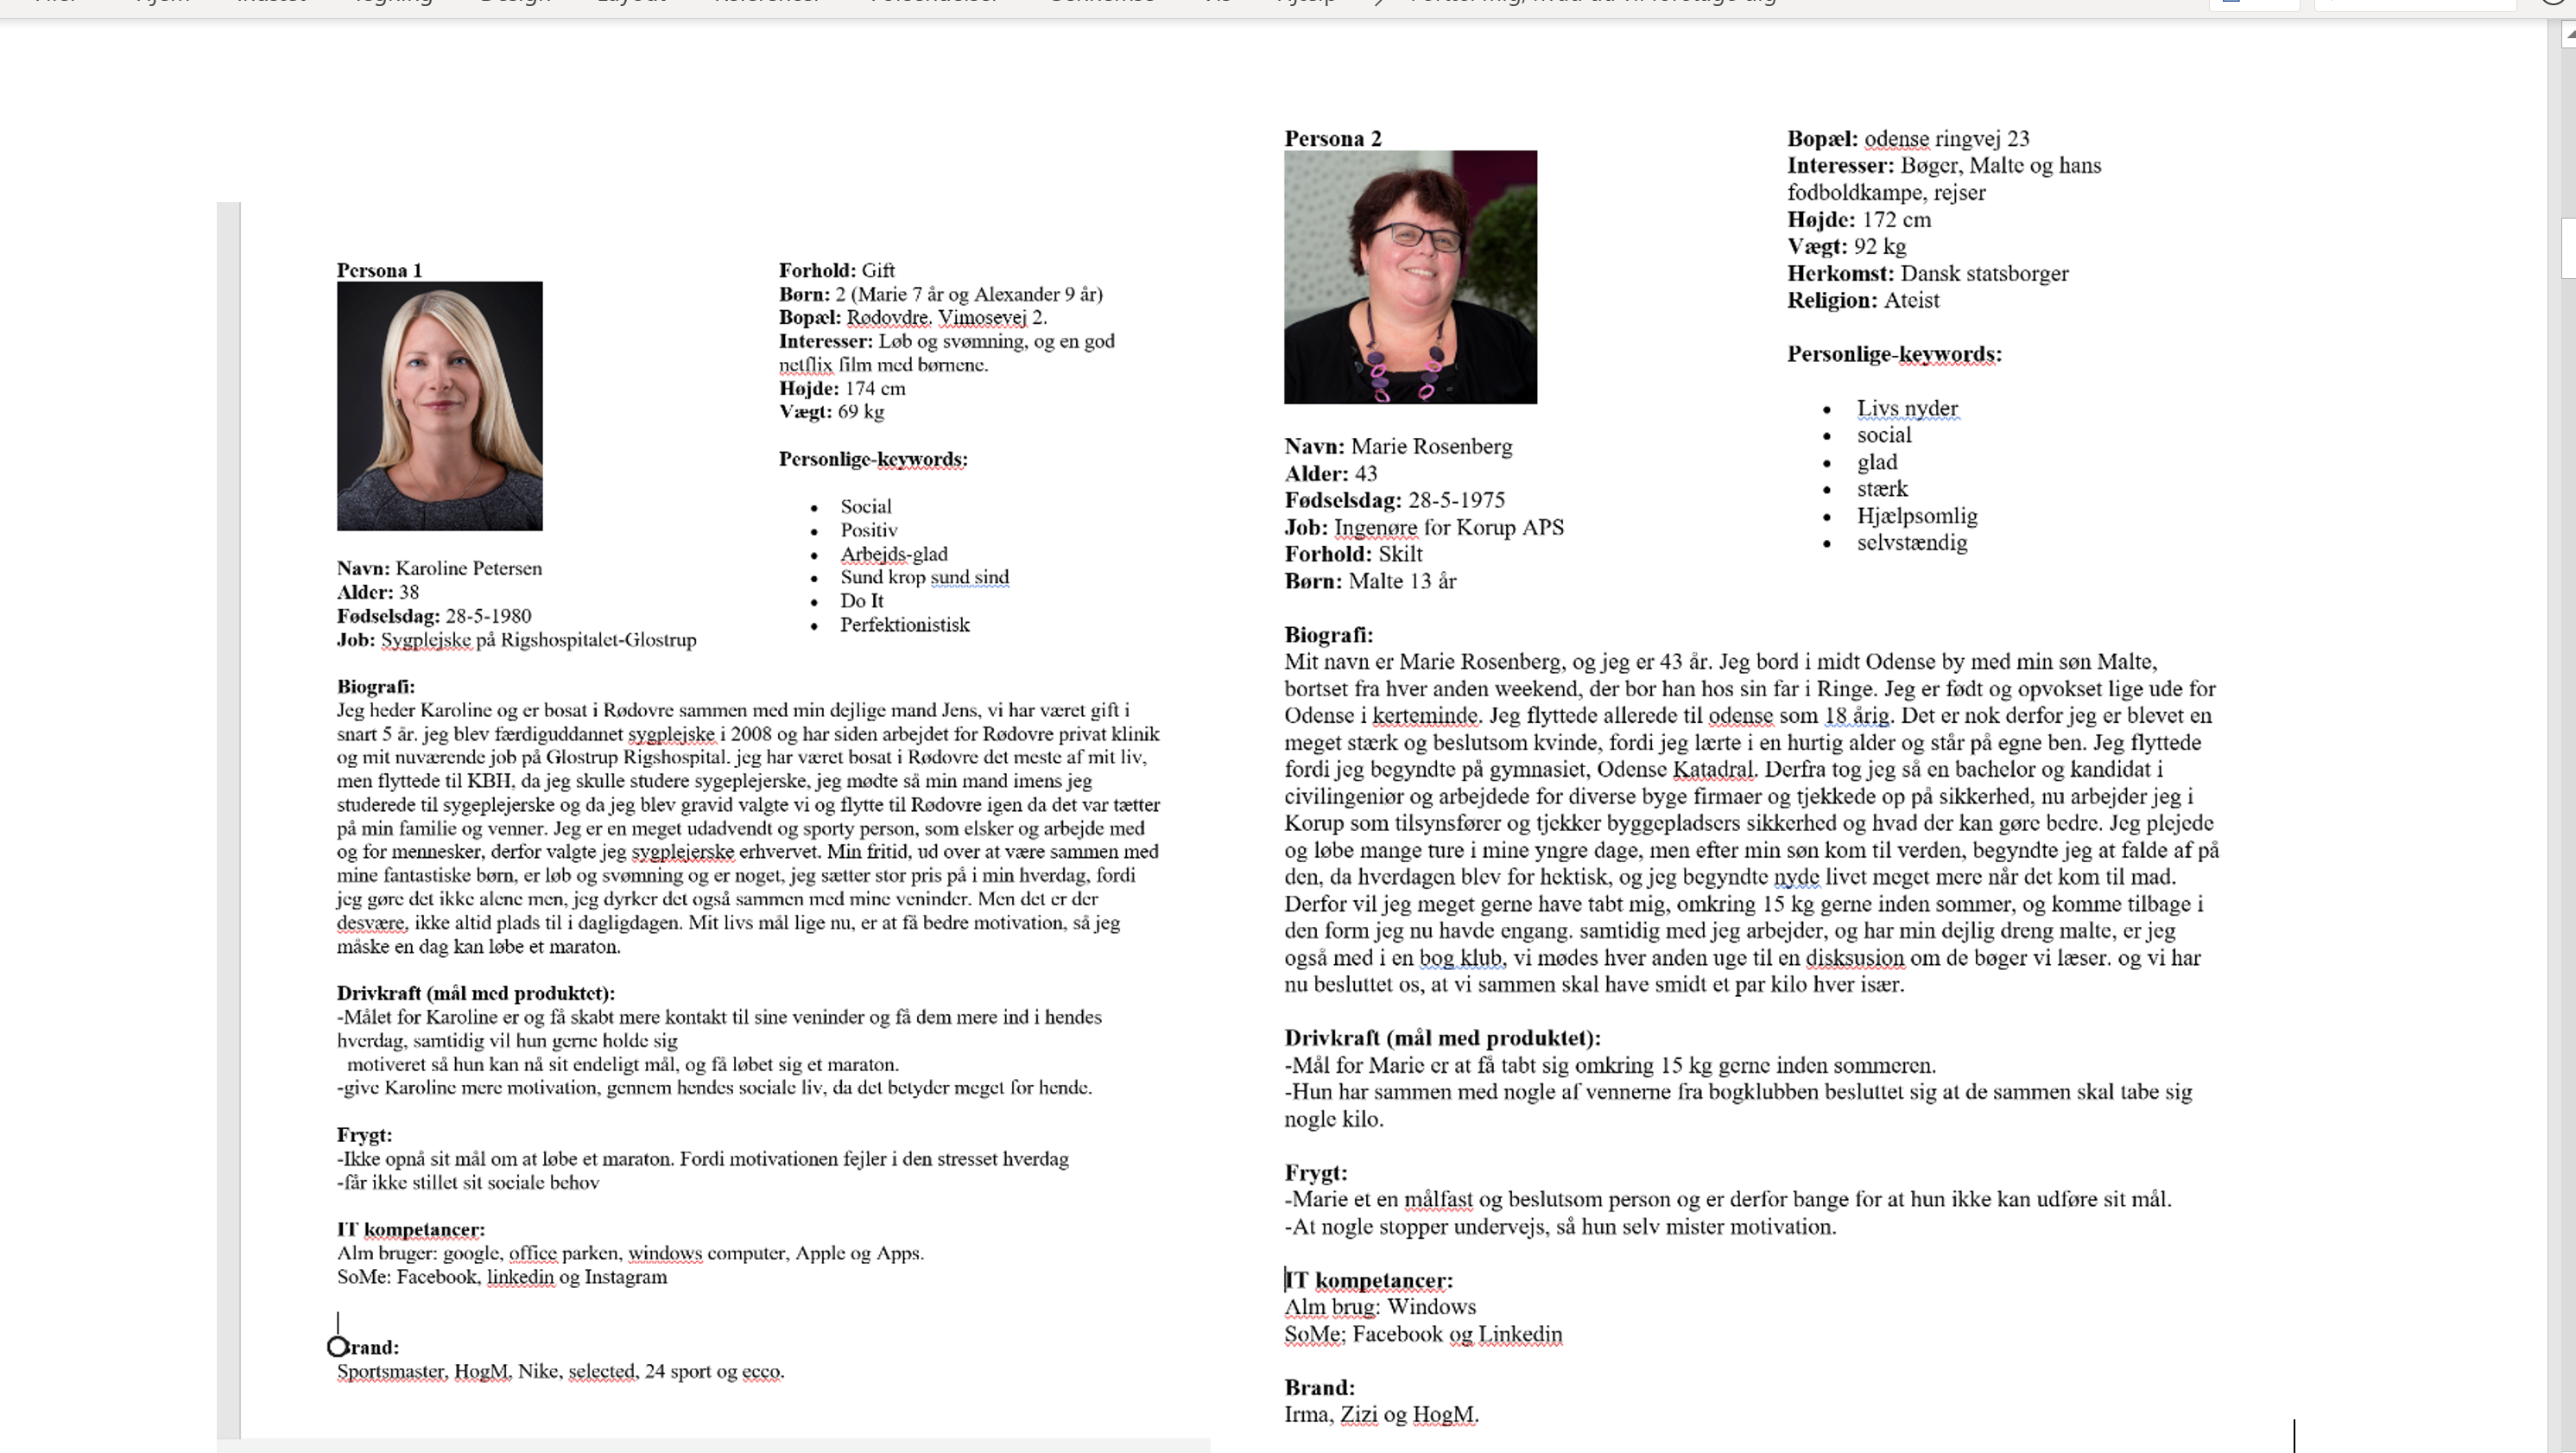 Persona 1
Navn: Karoline Petersen
Alder: 38
Fødselsdag: 28-5-1980
Job: Sygplejske på Rigshospitalet-Glostrup
Forhold: Gift
Børn: 2 (Marie 7 år og Alexander 9 år)
Bopæl: Rødovdre. Vimosevej 2.
Interesser: Løb og svømning, og en god
netflix film med børnene.
Højde: 174 cm
Vægt: 69 kg
Personlige-keywords:
• Social
• Positiv
• Arbejds-glad
• Sund krop sund sind
• Do It
• Perfektionistisk
Biografi:
Jeg heder Karoline og er bosat i Rødovre sammen med min dejlige mand Jens, vi har været gift i
snart 5 år. jeg blev færdiguddannet sygplejske i 2008 og har siden arbejdet for Rødovre privat klinik
og mit nuværende job på Glostrup Rigshospital. jeg har været bosat i Rødovre det meste af mit liv,
men flyttede til KBH, da jeg skulle studere sygeplejerske, jeg mødte så min mand imens jeg
studerede til sygeplejerske og da jeg blev gravid valgte vi og flytte til Rødovre igen da det var tætter
på min familie og venner. Jeg er en meget udadvendt og sporty person, som elsker og arbejde med
og for mennesker, derfor valgte jeg sygplejerske erhvervet. Min fritid, ud over at være sammen med
mine fantastiske børn, er løb og svømning og er noget, jeg sætter stor pris på i min hverdag, fordi
jeg gøre det ikke alene men, jeg dyrker det også sammen med mine veninder. Men det er der
desvære, ikke altid plads til i dagligdagen. Mit livs mål lige nu, er at få bedre motivation, så jeg
måske en dag kan løbe et maraton.
Drivkraft (mål med produktet):
-Målet for Karoline er og få skabt mere kontakt til sine veninder og få dem mere ind i hendes
hverdag, samtidig vil hun gerne holde sig
motiveret så hun kan nå sit endeligt mål, og få løbet sig et maraton.
-give Karoline mere motivation, gennem hendes sociale liv, da det betyder meget for hende.
Frygt:
-Ikke opnå sit mål om at løbe et maraton. Fordi motivationen fejler i den stresset hverdag
-får ikke stillet sit sociale behov
IT kompetancer:
Alm bruger: google, office parken, windows computer, Apple og Apps.
SoMe: Facebook, linkedin og Instagram
Brand:
Sportsmaster, HogM, Nike, selected, 24 sport og ecco.
Persona 2
Navn: Marie Rosenberg
Alder: 43
Fødselsdag: 28-5-1975
Job: Ingenøre for Korup APS
Forhold: Skilt
Børn: Malte 13 år
Bopæl: odense ringvej 23
Interesser: Bøger, Malte og hans
fodboldkampe, rejser
Højde: 172 cm
Vægt: 92 kg
Herkomst: Dansk statsborger
Religion: Ateist
Personlige-keywords:
• Livs nyder
• social
• glad
• stærk
• Hjælpsomlig
• selvstændig
Biografi:
Mit navn er Marie Rosenberg, og jeg er 43 år. Jeg bord i midt Odense by med min søn Malte,
bortset fra hver anden weekend, der bor han hos sin far i Ringe. Jeg er født og opvokset lige ude for
Odense i kerteminde. Jeg flyttede allerede til odense som 18 årig. Det er nok derfor jeg er blevet en
meget stærk og beslutsom kvinde, fordi jeg lærte i en hurtig alder og står på egne ben. Jeg flyttede
fordi jeg begyndte på gymnasiet, Odense Katadral. Derfra tog jeg så en bachelor og kandidat i
civilingeniør og arbejdede for diverse byge firmaer og tjekkede op på sikkerhed, nu arbejder jeg i
Korup som tilsynsfører og tjekker byggepladsers sikkerhed og hvad der kan gøre bedre. Jeg plejede
og løbe mange ture i mine yngre dage, men efter min søn kom til verden, begyndte jeg at falde af på
den, da hverdagen blev for hektisk, og jeg begyndte nyde livet meget mere når det kom til mad.
Derfor vil jeg meget gerne have tabt mig, omkring 15 kg gerne inden sommer, og komme tilbage i
den form jeg nu havde engang. samtidig med jeg arbejder, og har min dejlig dreng malte, er jeg
også med i en bog klub, vi mødes hver anden uge til en disksusion om de bøger vi læser. og vi har
nu besluttet os, at vi sammen skal have smidt et par kilo hver især.
Drivkraft (mål med produktet):
-Mål for Marie er at få tabt sig omkring 15 kg gerne inden sommeren.
-Hun har sammen med nogle af vennerne fra bogklubben besluttet sig at de sammen skal tabe sig
nogle kilo.
Frygt:
-Marie et en målfast og beslutsom person og er derfor bange for at hun ikke kan udføre sit mål.
-At nogle stopper undervejs, så hun selv mister motivation.
IT kompetancer:
Alm brug: Windows
SoMe; Facebook og Linkedin
Brand:
Irma, Zizi og HogM.